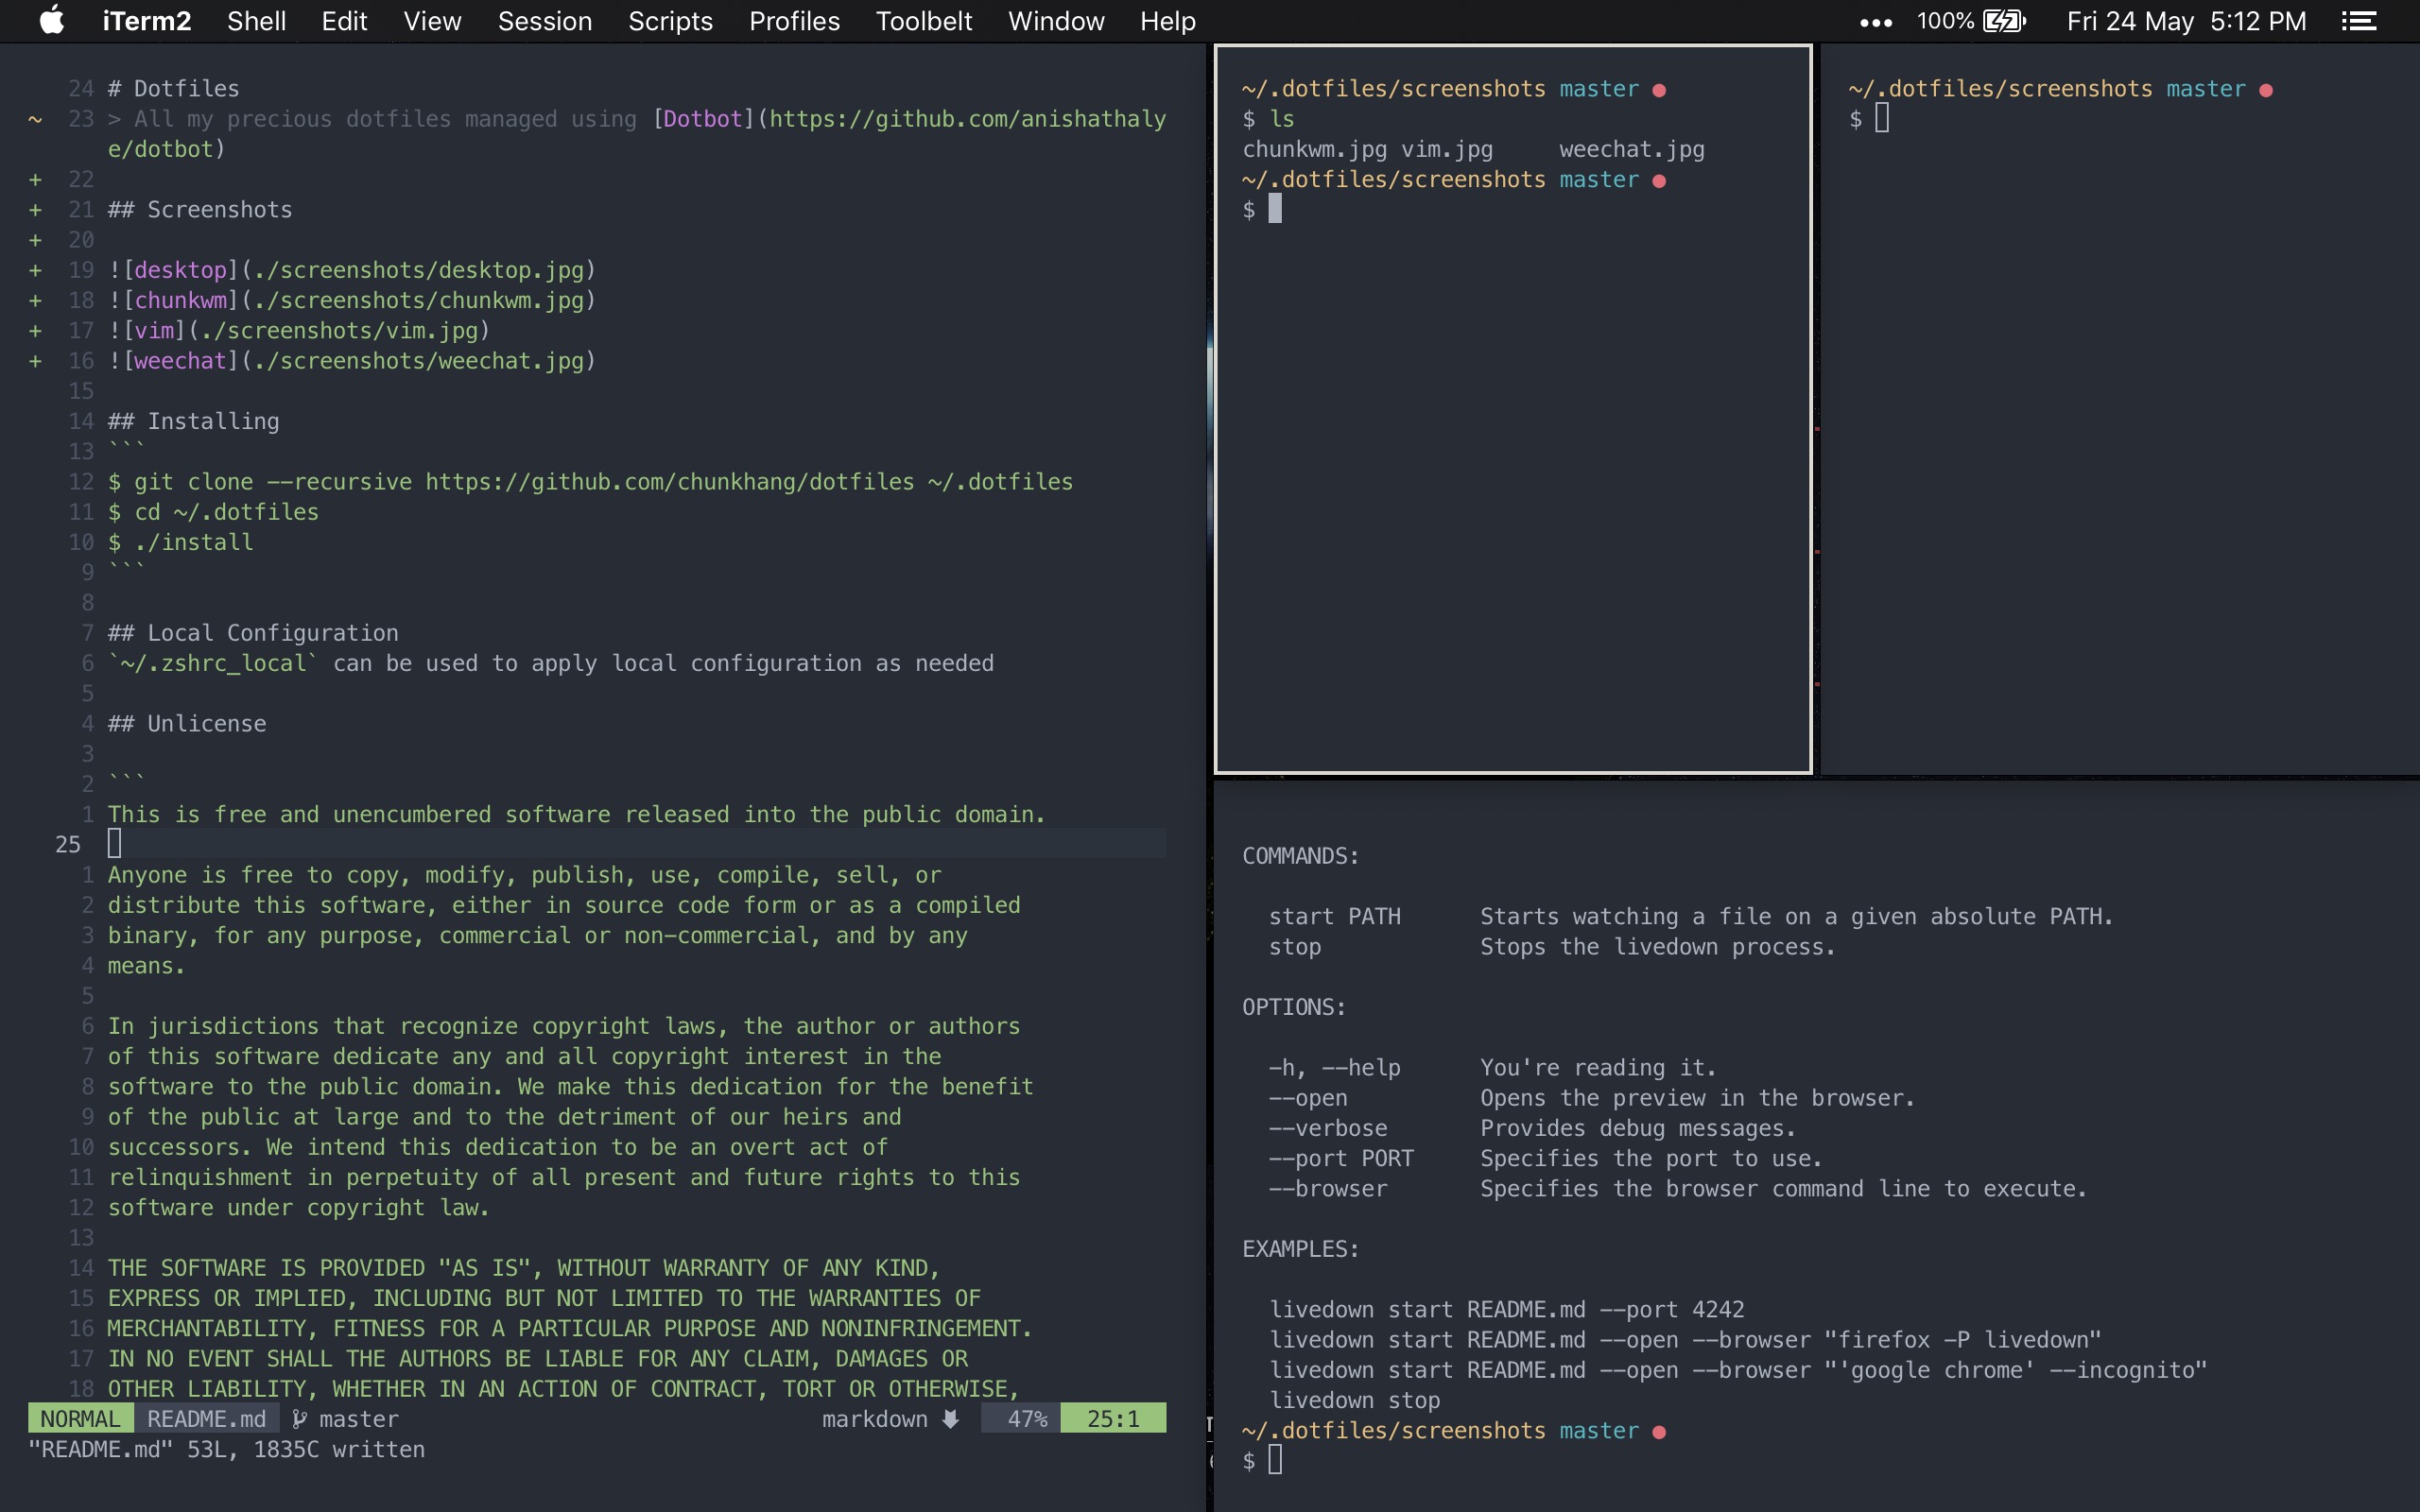 iTerm2 Shell Edit View Session Scripts Profiles Toolbelt Window Help ••• 100% Fri 24 May 5:12 PM
24 # Dotfiles
~ 23 > All my precious dotfiles managed using [Dotbot](https://github.com/anishathaly
e/dotbot)
+ 22
+ 21 ## Screenshots
+ 20
+ 19 ![desktop](./screenshots/desktop.jpg)
+ 18 ![chunkwm](./screenshots/chunkwm.jpg)
+ 17 ![vim](./screenshots/vim.jpg)
+ 16 ![weechat](./screenshots/weechat.jpg)
15
14 ## Installing
13 ```
12 $ git clone --recursive https://github.com/chunkhang/dotfiles ~/.dotfiles
11 $ cd ~/.dotfiles
10 $ ./install
9 ```
8
7 ## Local Configuration
6 `~/.zshrc_local` can be used to apply local configuration as needed
5
4 ## Unlicense
3
2 ```
1 This is free and unencumbered software released into the public domain.
25
1 Anyone is free to copy, modify, publish, use, compile, sell, or
2 distribute this software, either in source code form or as a compiled
3 binary, for any purpose, commercial or non-commercial, and by any
4 means.
5
6 In jurisdictions that recognize copyright laws, the author or authors
7 of this software dedicate any and all copyright interest in the
8 software to the public domain. We make this dedication for the benefit
9 of the public at large and to the detriment of our heirs and
10 successors. We intend this dedication to be an overt act of
11 relinquishment in perpetuity of all present and future rights to this
12 software under copyright law.
13
14 THE SOFTWARE IS PROVIDED "AS IS", WITHOUT WARRANTY OF ANY KIND,
15 EXPRESS OR IMPLIED, INCLUDING BUT NOT LIMITED TO THE WARRANTIES OF
16 MERCHANTABILITY, FITNESS FOR A PARTICULAR PURPOSE AND NONINFRINGEMENT.
17 IN NO EVENT SHALL THE AUTHORS BE LIABLE FOR ANY CLAIM, DAMAGES OR
18 OTHER LIABILITY, WHETHER IN AN ACTION OF CONTRACT, TORT OR OTHERWISE,
NORMAL README.md master markdown 47% 25:1
"README.md" 53L, 1835C written
~/.dotfiles/screenshots master ●
$ ls
chunkwm.jpg vim.jpg weechat.jpg
~/.dotfiles/screenshots master ●
$
~/.dotfiles/screenshots master ●
$
COMMANDS:
start PATH Starts watching a file on a given absolute PATH.
stop Stops the livedown process.
OPTIONS:
-h, --help You're reading it.
--open Opens the preview in the browser.
--verbose Provides debug messages.
--port PORT Specifies the port to use.
--browser Specifies the browser command line to execute.
EXAMPLES:
livedown start README.md --port 4242
livedown start README.md --open --browser "firefox -P livedown"
livedown start README.md --open --browser "'google chrome' --incognito"
livedown stop
~/.dotfiles/screenshots master ●
$